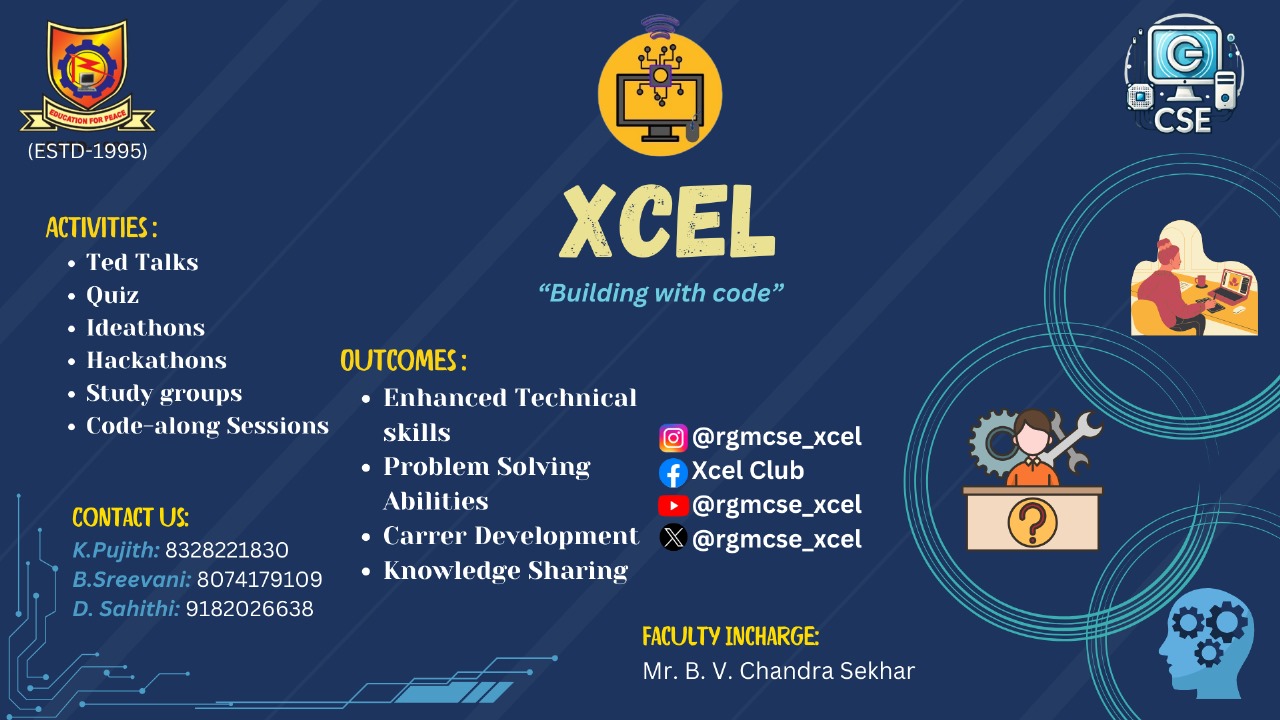 EDUCATION FOR PEACE
(ESTD-1995)
CSE
XCEL
“Building with code”
ACTIVITIES:
• Ted Talks
• Quiz
• Ideathons
• Hackathons
• Study groups
• Code-along Sessions
OUTCOMES:
• Enhanced Technical
skills
• Problem Solving
Abilities
• Carrer Development
• Knowledge Sharing
@rgmcse_xcel
Xcel Club
@rgmcse_xcel
@rgmcse_xcel
CONTACT US:
K.Pujith: 8328221830
B.Sreevani: 8074179109
D. Sahithi: 9182026638
FACULTY INCHARGE:
Mr. B. V. Chandra Sekhar